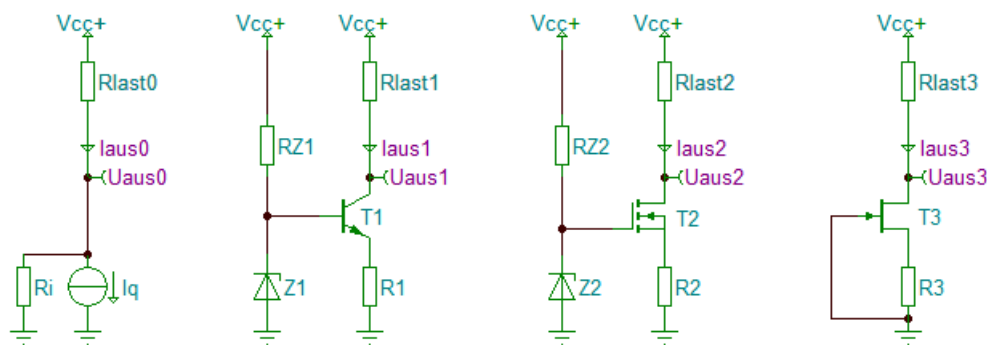 Vcc+ Vcc+ Vcc+ Vcc+ Vcc+ Vcc+
Rlast0 Rlast1 Rlast2 Rlast3
Iaus0 RZ1 Iaus1 RZ2 Iaus2 Iaus3
Uaus0 Uaus1 Uaus2 Uaus3
T1 T2 T3
Ri Iq Z1 R1 Z2 R2 R3